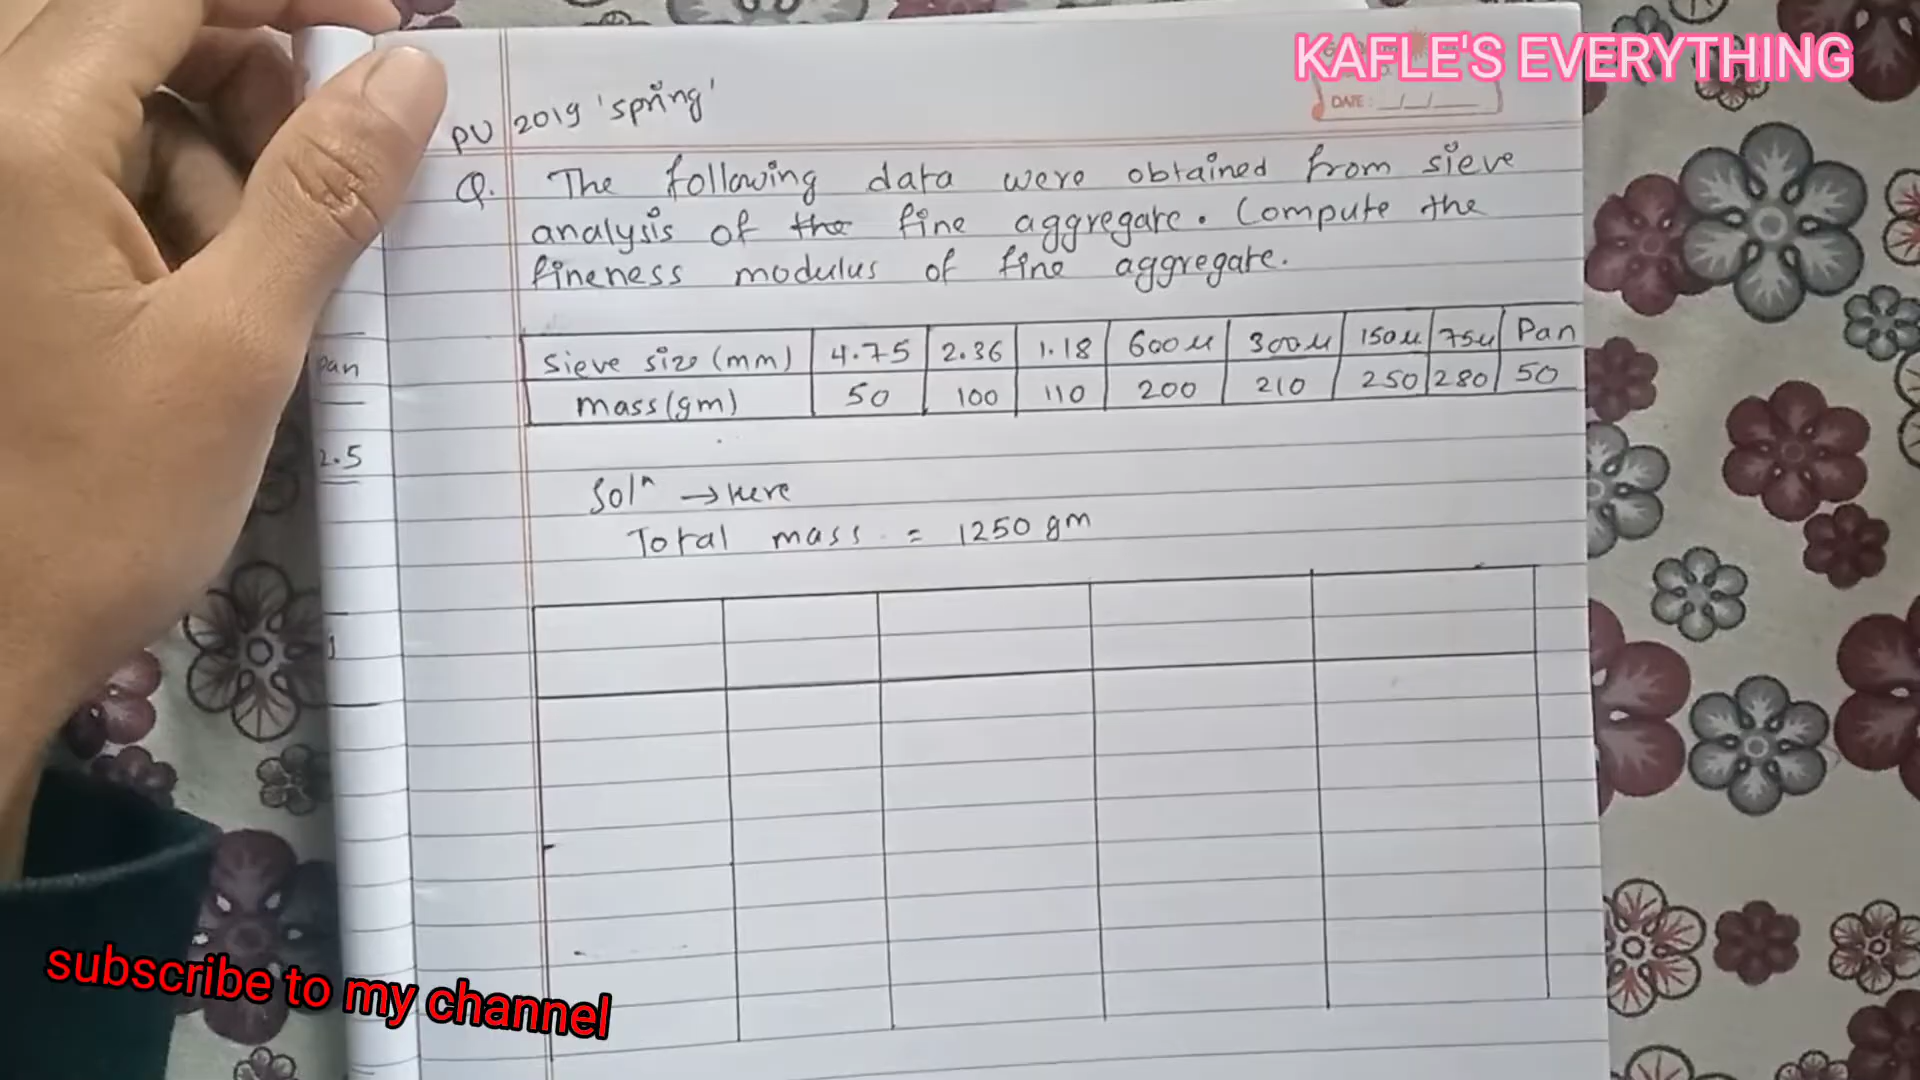 KAFLE'S EVERYTHING
DATE: __/__/__
PU 2019 'spring'
Q. The following data were obtained from sieve
analysis of the fine aggregate. Compute the
fineness modulus of fine aggregate.
Sieve size (mm) 4.75 2.36 1.18 600μ 300μ 150μ 75μ Pan
mass (gm) 50 100 110 200 210 250 280 50
Pan
2.5
Solⁿ → Here
Total mass = 1250 gm
subscribe to my channel